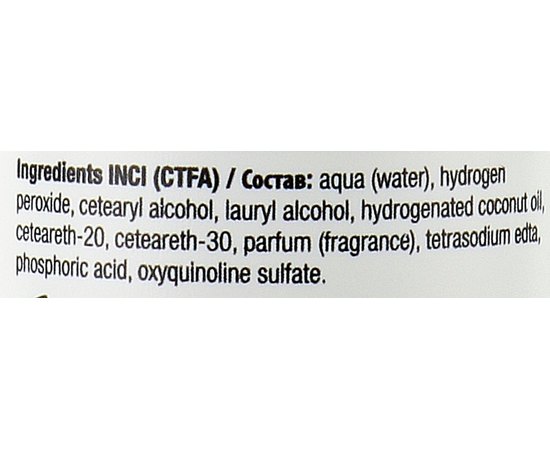 Ingredients INCI (CTFA) / Состав: aqua (water), hydrogen
peroxide, cetearyl alcohol, lauryl alcohol, hydrogenated coconut oil,
ceteareth-20, ceteareth-30, parfum (fragrance), tetrasodium edta,
phosphoric acid, oxyquinoline sulfate.